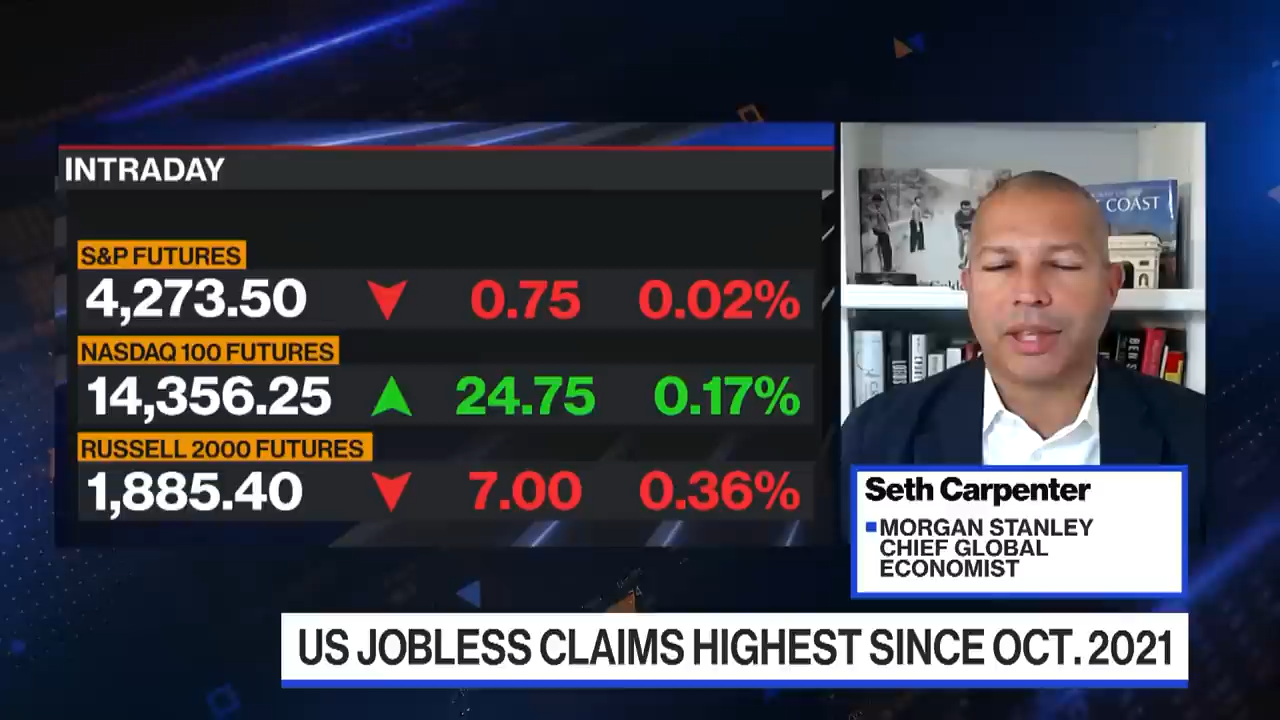 INTRADAY
S&P FUTURES
4,273.50 0.75 0.02%
NASDAQ 100 FUTURES
14,356.25 24.75 0.17%
RUSSELL 2000 FUTURES
1,885.40 7.00 0.36%
COAST
Seth Carpenter
MORGAN STANLEY
CHIEF GLOBAL
ECONOMIST
US JOBLESS CLAIMS HIGHEST SINCE OCT. 2021